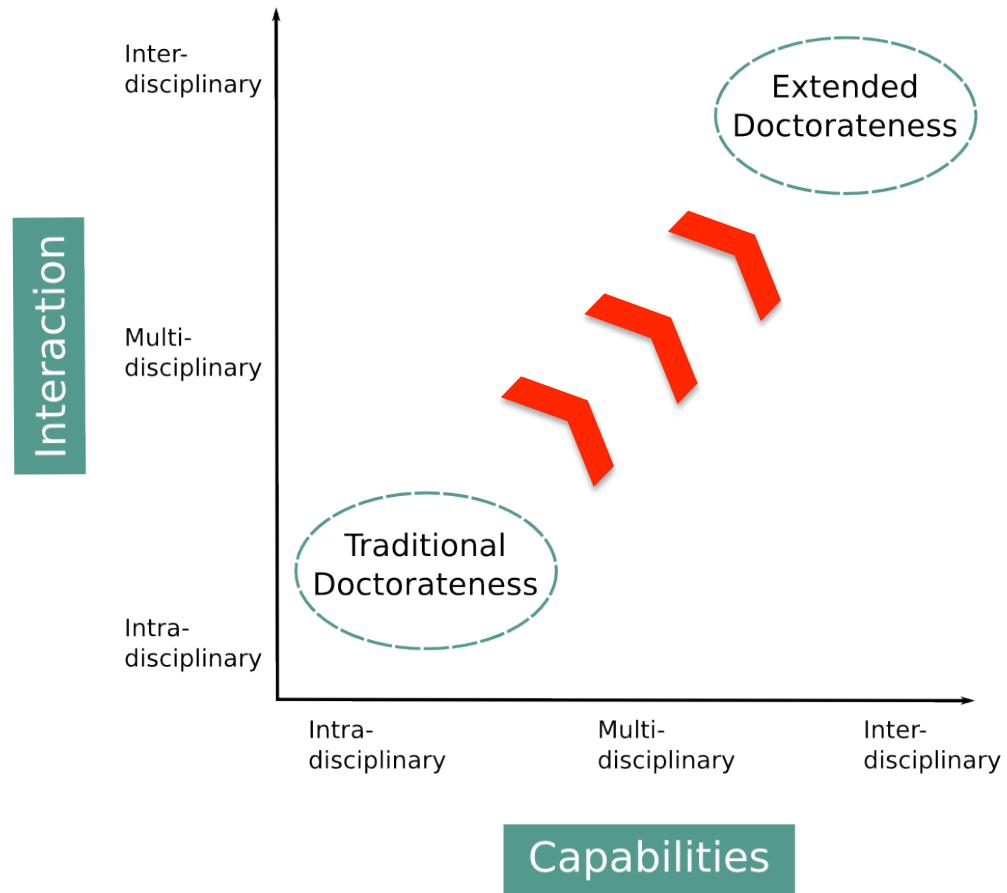 Inter-
disciplinary
Extended
Doctorateness
Interaction
Multi-
disciplinary
Traditional
Doctorateness
Intra-
disciplinary
Intra-
disciplinary
Multi-
disciplinary
Inter-
disciplinary
Capabilities